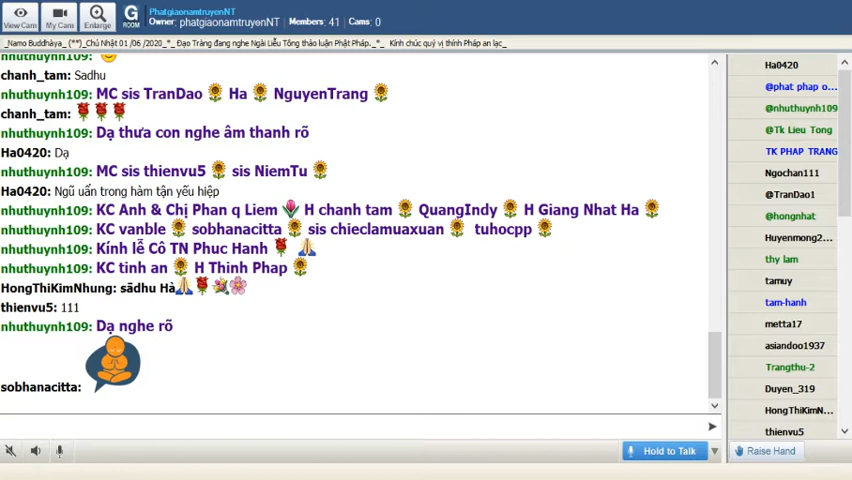 PhatgiaonamtruyenNT
Owner: phatgiaonamtruyenNT Members: 41 Cams: 0
View Cam
My Cam
Enlarge
G
ROOM
_Namo Buddhàya_ (**)_Chủ Nhật 01 /06 /2020_*_ Đạo Tràng đang nghe Ngài Liễu Tông thảo luận Phật Pháp._*_ Kính chúc quý vị thính Pháp an lạc_
nhuthuynh109:
chanh_tam: Sadhu
nhuthuynh109: MC sis TranDao Ha NguyenTrang
chanh_tam:
nhuthuynh109: Dạ thưa con nghe âm thanh rõ
Ha0420: Dạ
nhuthuynh109: MC sis thienvu5 sis NiemTu
Ha0420: Ngũ uẩn trong hàm tận yếu hiệp
nhuthuynh109: KC Anh & Chị Phan q Liem H chanh tam QuangIndy H Giang Nhat Ha
nhuthuynh109: KC vanble sobhanacitta sis chieclamuaxuan tuhocpp
nhuthuynh109: Kính lễ Cô TN Phuc Hanh
nhuthuynh109: KC tinh an H Thinh Phap
HongThiKimNhung: sādhu Hà
thienvu5: 111
nhuthuynh109: Dạ nghe rõ
sobhanacitta:
Hold to Talk
Ha0420
@phat phap o...
@nhuthuynh109
@Tk Lieu Tong
TK PHAP TRANG
Ngochan111
@TranDao1
@hongnhat
Huyenmong2...
thy lam
tamuy
tam-hanh
metta17
asiandoo1937
Trangthu-2
Duyen_319
HongThiKimN...
thienvu5
Raise Hand